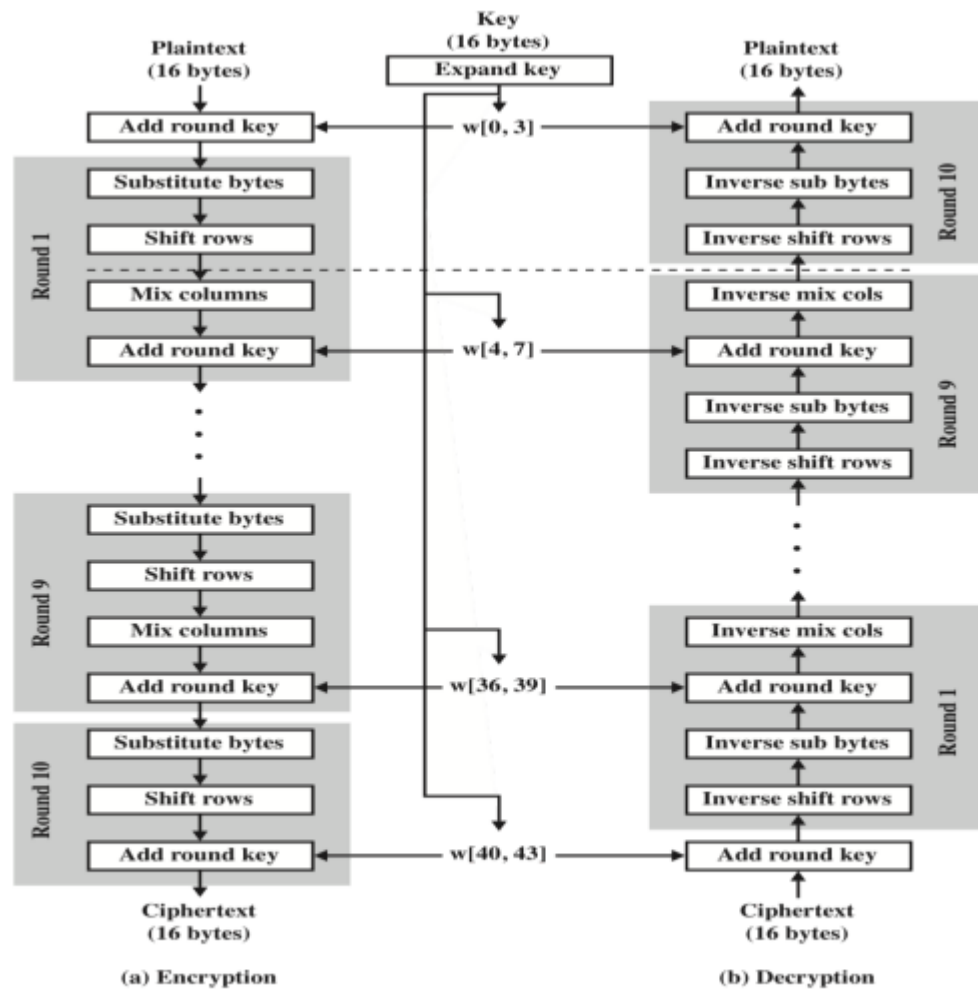 Plaintext
(16 bytes)
Add round key
Round 1
Substitute bytes
Shift rows
Mix columns
Add round key
Round 9
Substitute bytes
Shift rows
Mix columns
Add round key
Round 10
Substitute bytes
Shift rows
Add round key
Ciphertext
(16 bytes)
(a) Encryption
Key
(16 bytes)
Expand key
w[0, 3]
w[4, 7]
w[36, 39]
w[40, 43]
Plaintext
(16 bytes)
Add round key
Inverse sub bytes
Inverse shift rows
Round 10
Inverse mix cols
Add round key
Inverse sub bytes
Inverse shift rows
Round 9
Inverse mix cols
Add round key
Inverse sub bytes
Inverse shift rows
Round 1
Add round key
Ciphertext
(16 bytes)
(b) Decryption